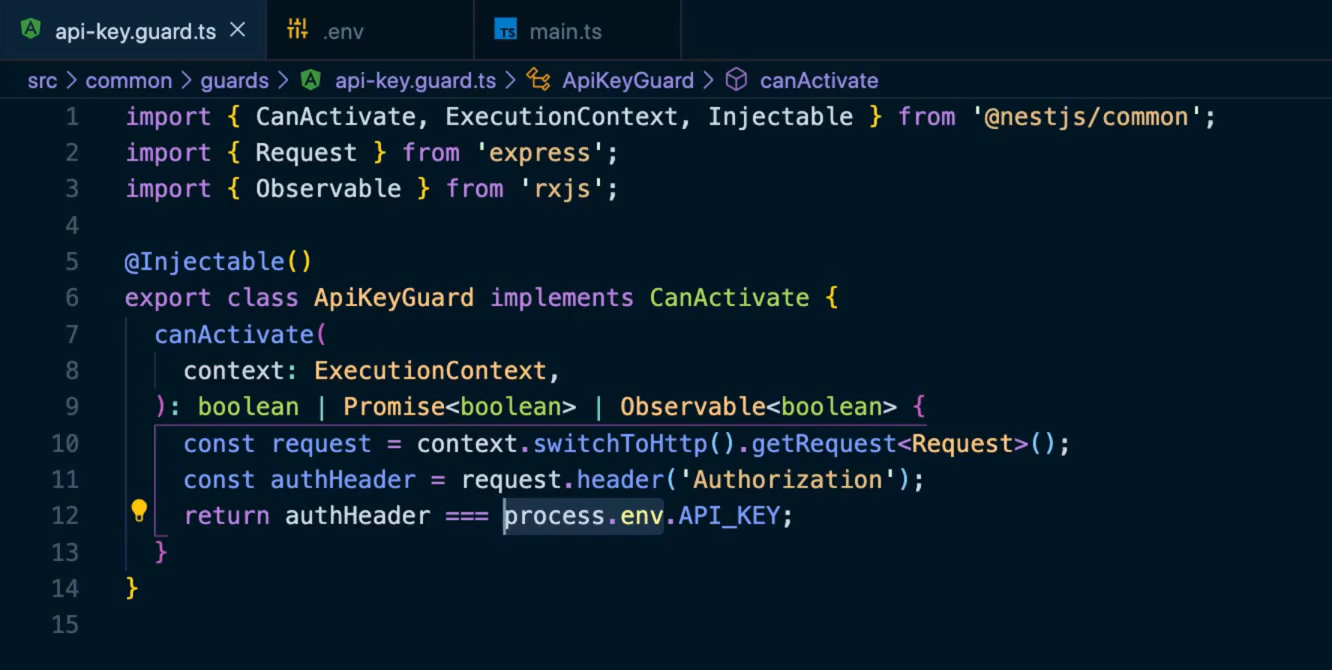 api-key.guard.ts .env TS main.ts
src > common > guards > api-key.guard.ts > ApiKeyGuard > canActivate
1 import { CanActivate, ExecutionContext, Injectable } from '@nestjs/common';
2 import { Request } from 'express';
3 import { Observable } from 'rxjs';
4
5 @Injectable()
6 export class ApiKeyGuard implements CanActivate {
7   canActivate(
8     context: ExecutionContext,
9   ): boolean | Promise<boolean> | Observable<boolean> {
10     const request = context.switchToHttp().getRequest<Request>();
11     const authHeader = request.header('Authorization');
12     return authHeader === process.env.API_KEY;
13   }
14 }
15